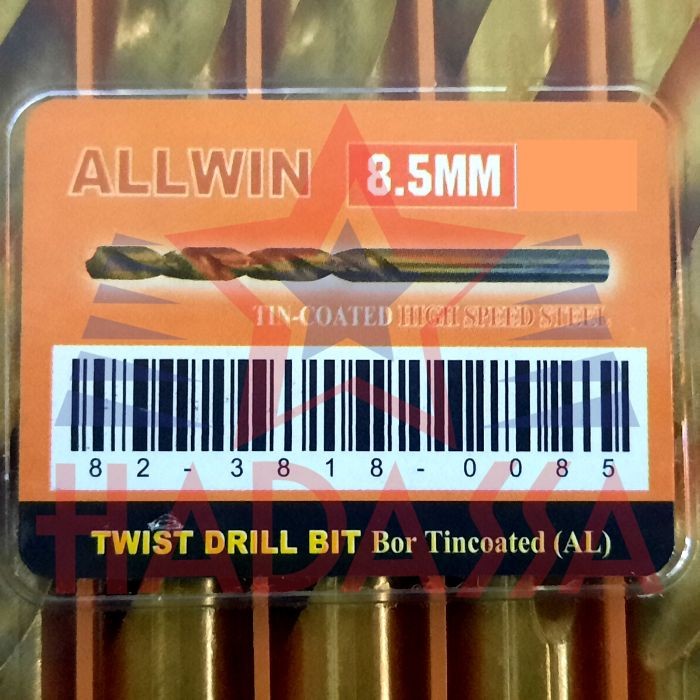 ALLWIN 8.5MM
TIN-COATED HIGH SPEED STEEL
82-3818-0085
HADASSA
TWIST DRILL BIT Bor Tincoated (AL)